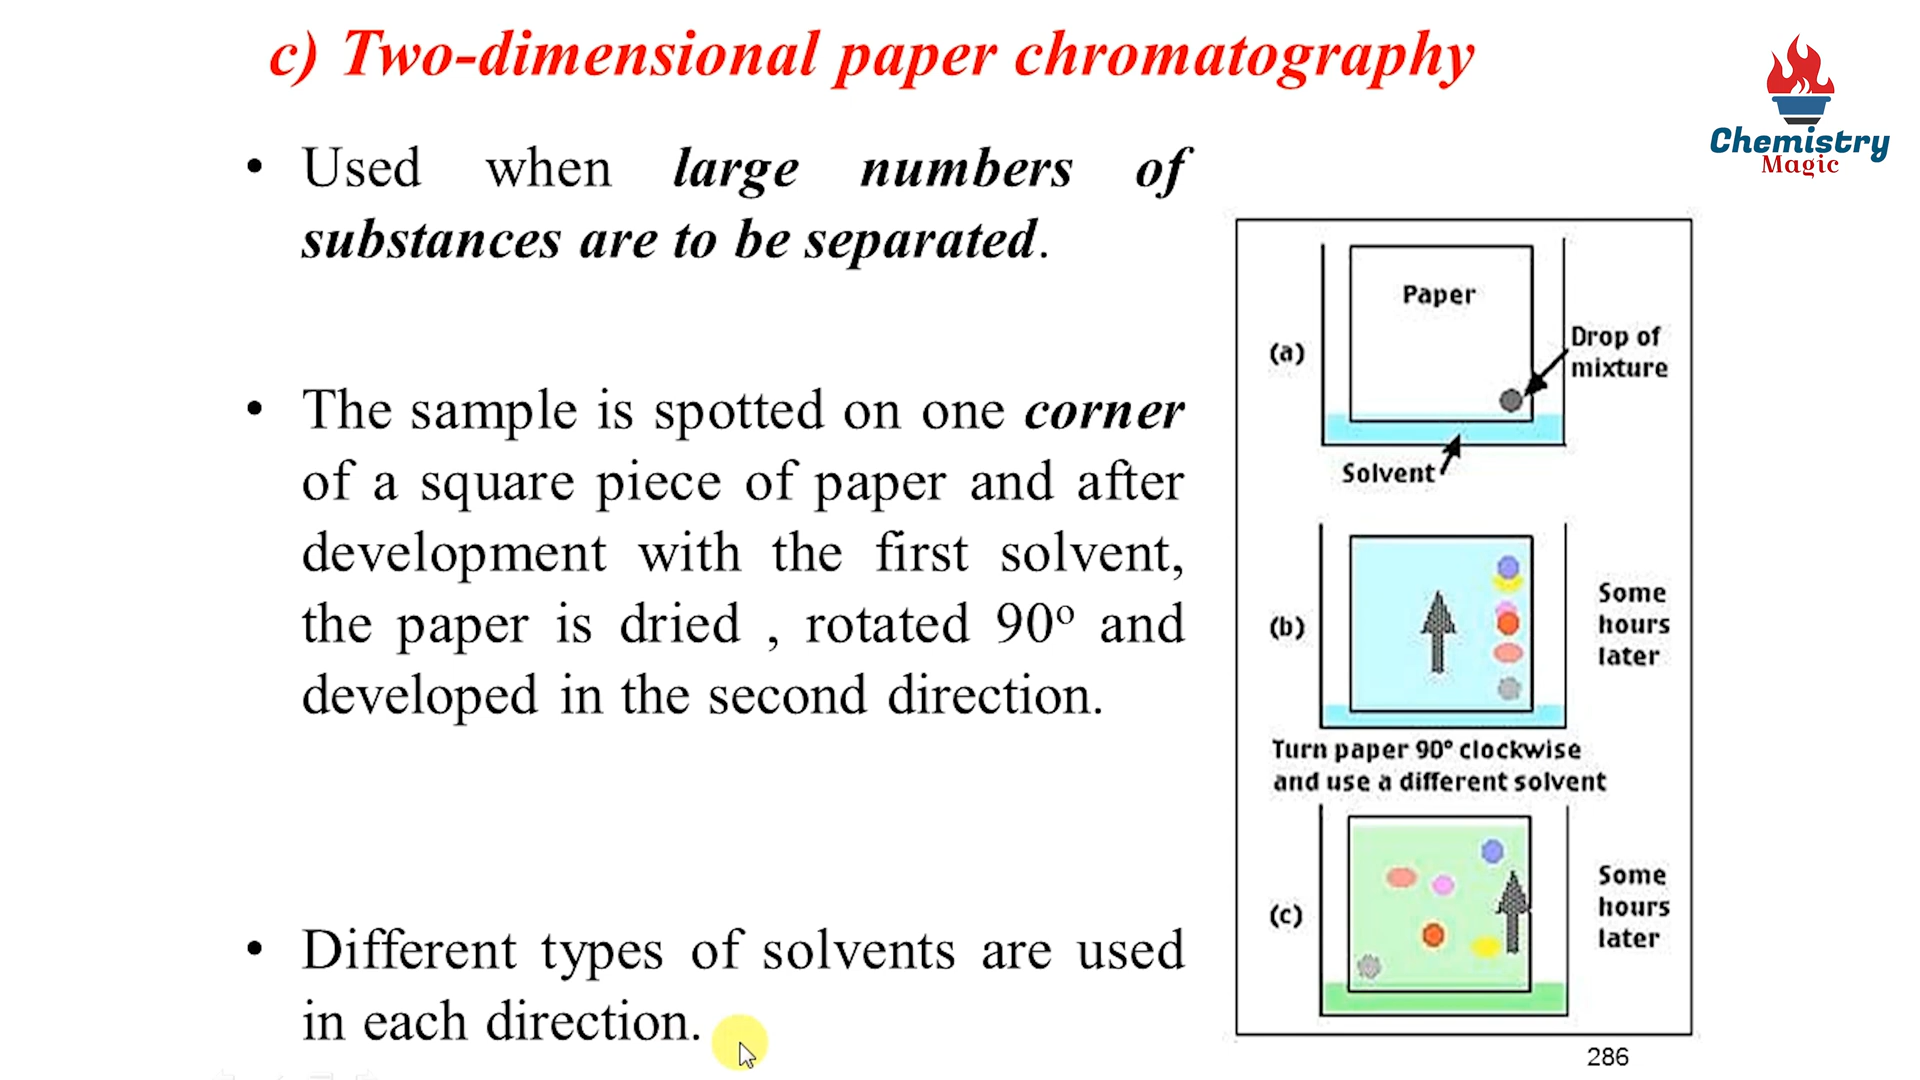 c) Two-dimensional paper chromatography
Chemistry
Magic
• Used when large numbers of
substances are to be separated.
• The sample is spotted on one corner
of a square piece of paper and after
development with the first solvent,
the paper is dried , rotated 90º and
developed in the second direction.
• Different types of solvents are used
in each direction.
Paper
Drop of
mixture
(a)
Solvent
(b)
Some
hours
later
Turn paper 90° clockwise
and use a different solvent
(c)
Some
hours
later
286